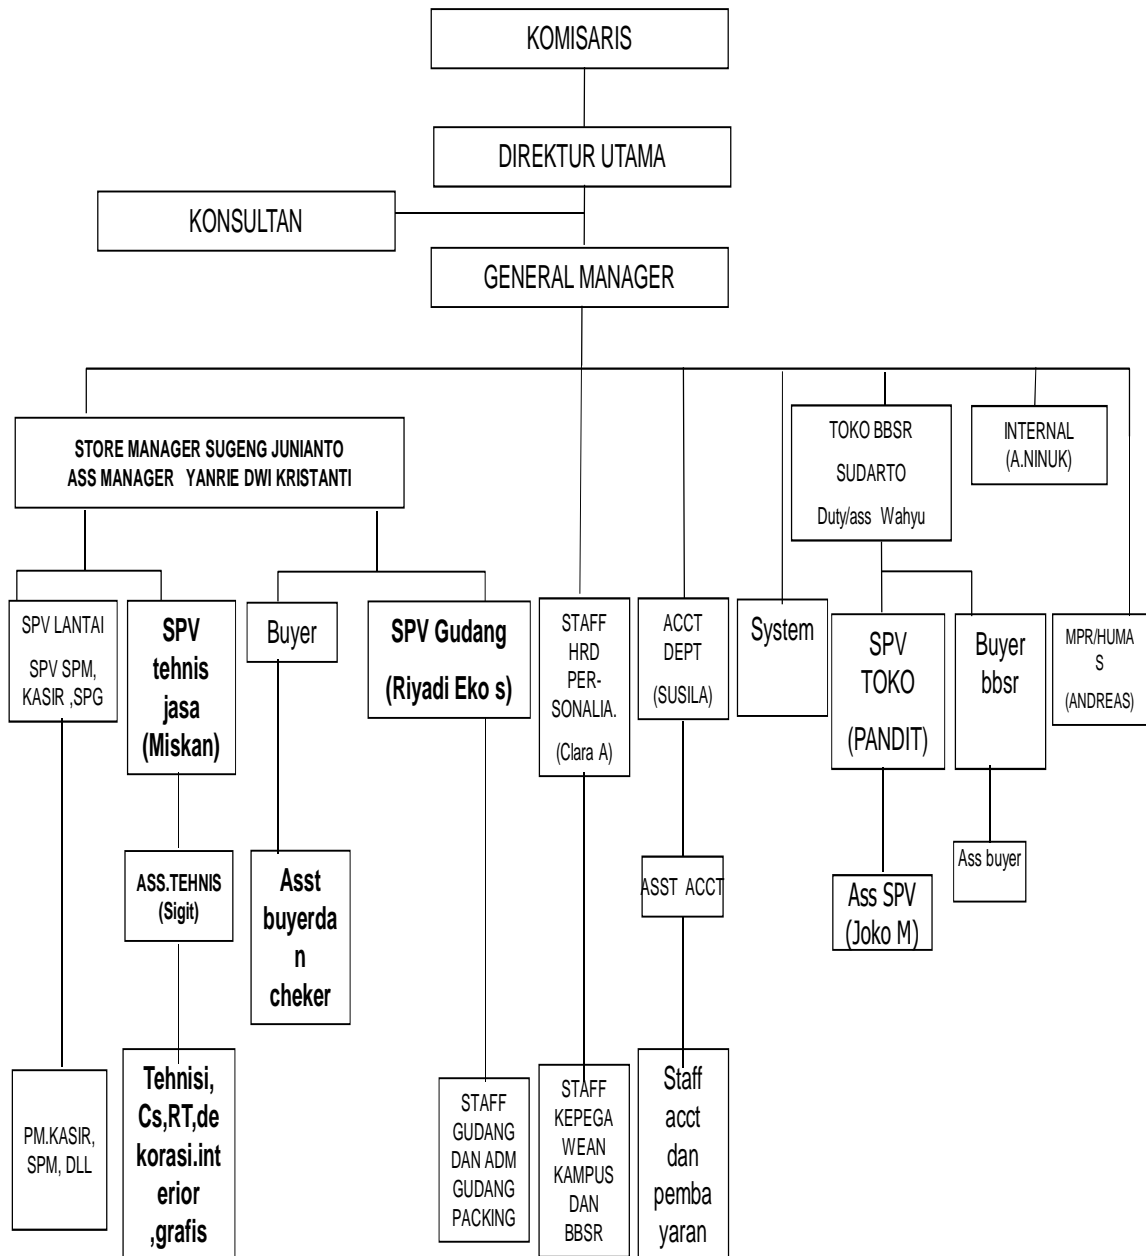 KOMISARIS
DIREKTUR UTAMA
KONSULTAN
GENERAL MANAGER
STORE MANAGER SUGENG JUNIANTO
ASS MANAGER YANRIE DWI KRISTANTI
TOKO BBSR
SUDARTO
Duty/ass Wahyu
INTERNAL
(A.NINUK)
SPV LANTAI
SPV SPM,
KASIR ,SPG
SPV
tehnis
jasa
(Miskan)
Buyer
SPV Gudang
(Riyadi Eko s)
STAFF
HRD
PER-
SONALIA.
(Clara A)
ACCT
DEPT
(SUSILA)
System
SPV
TOKO
(PANDIT)
Buyer
bbsr
MPR/HUMA
S
(ANDREAS)
ASS.TEHNIS
(Sigit)
Asst
buyerda
n
cheker
ASST ACCT
Ass SPV
(Joko M)
Ass buyer
PM.KASIR,
SPM, DLL
Tehnisi,
Cs,RT,de
korasi.int
erior
,grafis
STAFF
GUDANG
DAN ADM
GUDANG
PACKING
STAFF
KEPEGA
WEAN
KAMPUS
DAN
BBSR
Staff
acct
dan
pemba
yaran